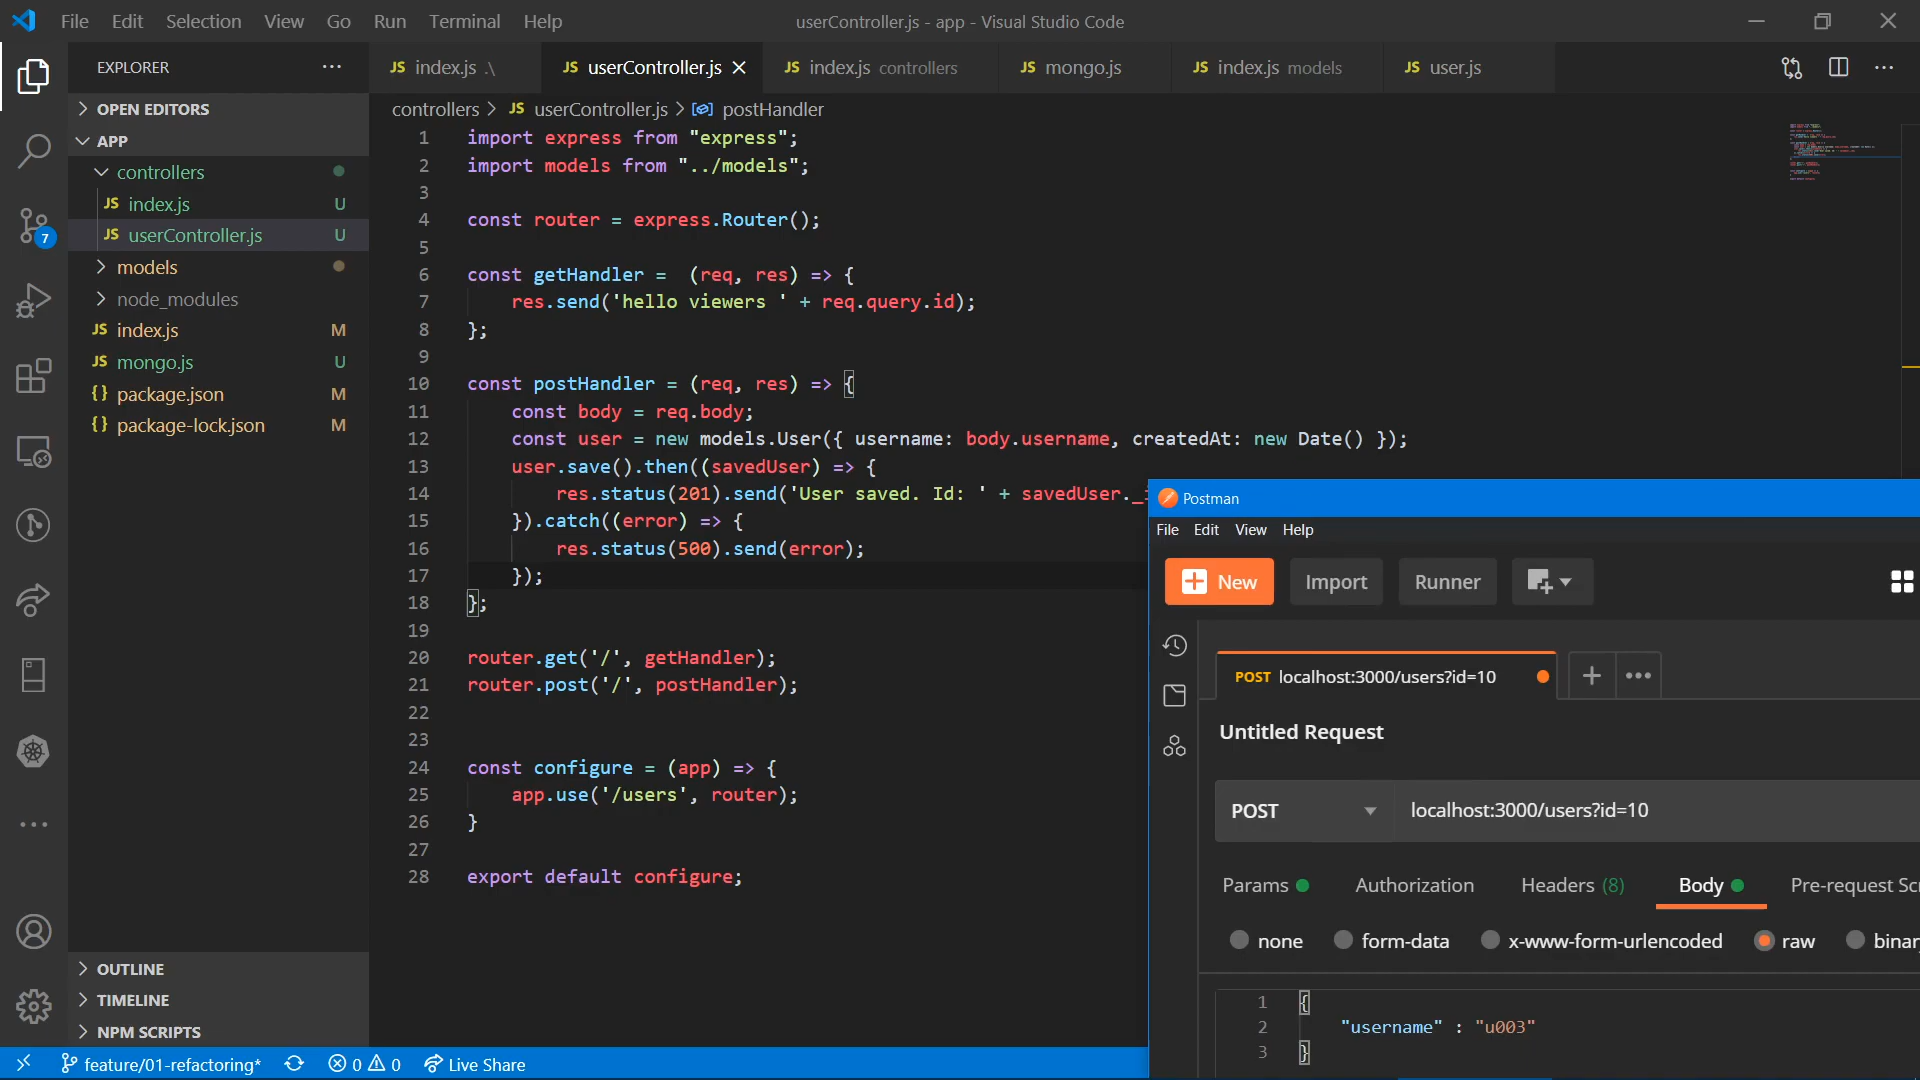 File Edit Selection View Go Run Terminal Help
userController.js - app - Visual Studio Code
EXPLORER
OPEN EDITORS
APP
controllers
JS index.js U
JS userController.js U
models
node_modules
JS index.js M
JS mongo.js U
{} package.json M
{} package-lock.json M
OUTLINE
TIMELINE
NPM SCRIPTS
7
JS index.js .\
JS userController.js
JS index.js controllers
JS mongo.js
JS index.js models
JS user.js
controllers > JS userController.js > postHandler
1 import express from "express";
2 import models from "../models";
3
4 const router = express.Router();
5
6 const getHandler =  (req, res) => {
7 res.send('hello viewers ' + req.query.id);
8 };
9
10 const postHandler = (req, res) => {
11 const body = req.body;
12 const user = new models.User({ username: body.username, createdAt: new Date() });
13 user.save().then((savedUser) => {
14 res.status(201).send('User saved. Id: ' + savedUser._
15 }).catch((error) => {
16 res.status(500).send(error);
17 });
18 };
19
20 router.get('/', getHandler);
21 router.post('/', postHandler);
22
23
24 const configure = (app) => {
25 app.use('/users', router);
26 }
27
28 export default configure;
Postman
File Edit View Help
New Import Runner
POST localhost:3000/users?id=10
Untitled Request
POST localhost:3000/users?id=10
Params Authorization Headers (8) Body Pre-request Sc
none form-data x-www-form-urlencoded raw binar
1 {
2 "username" : "u003"
3 }
feature/01-refactoring* 0 0 Live Share